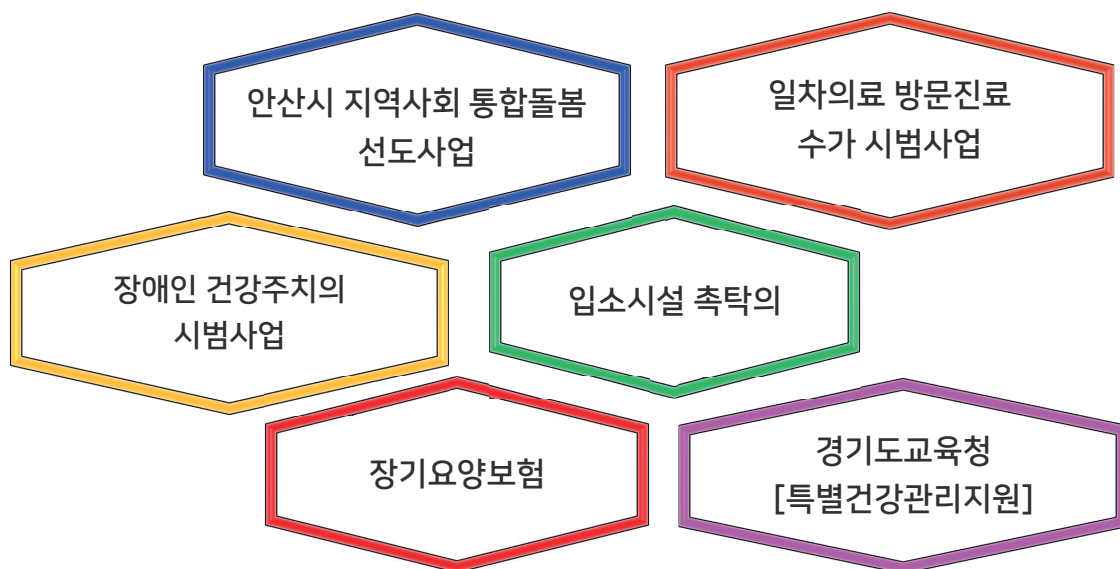 안산시 지역사회 통합돌봄
선도사업
일차의료 방문진료
수가 시범사업
장애인 건강주치의
시범사업
입소시설 촉탁의
장기요양보험
경기도교육청
[특별건강관리지원]